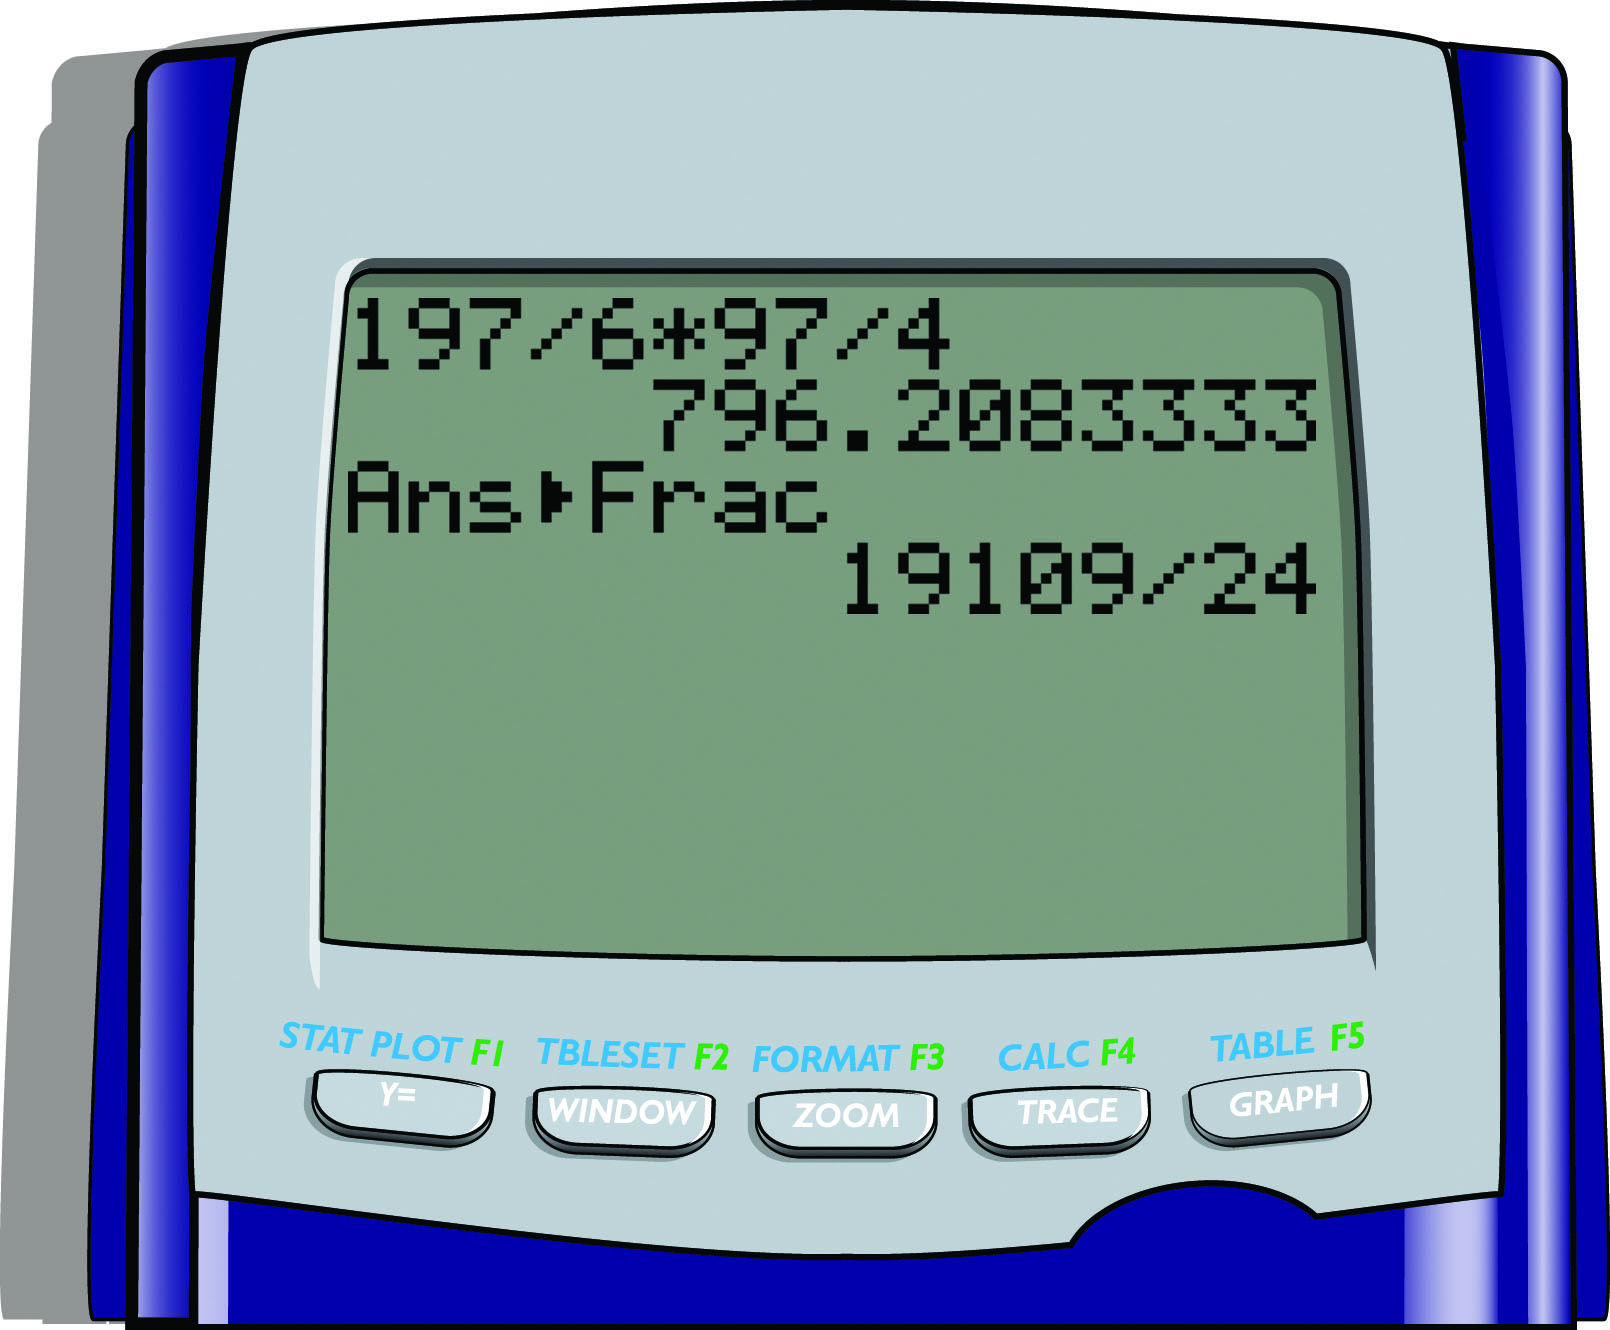 197/6*97/4
796.2083333
Ans▶Frac
19109/24
STAT PLOT F1 TBLESET F2 FORMAT F3 CALC F4 TABLE F5
Y= WINDOW ZOOM TRACE GRAPH